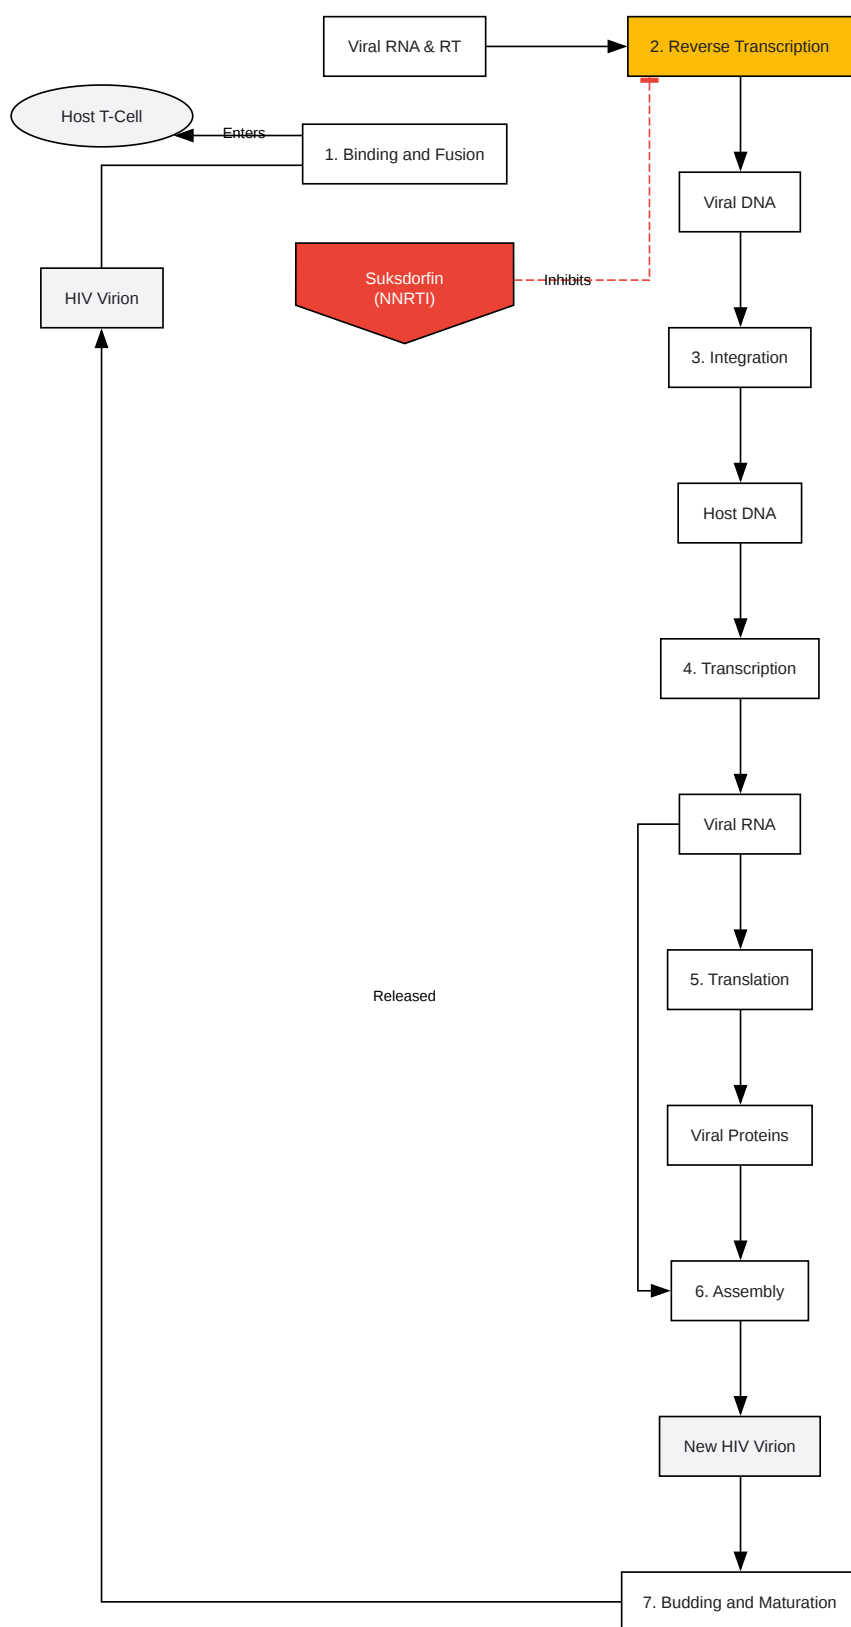 Viral RNA & RT
2. Reverse Transcription
Host T-Cell
Enters
1. Binding and Fusion
Viral DNA
Suksdorfin
(NNRTI)
Inhibits
HIV Virion
3. Integration
Host DNA
4. Transcription
Viral RNA
5. Translation
Released
Viral Proteins
6. Assembly
New HIV Virion
7. Budding and Maturation